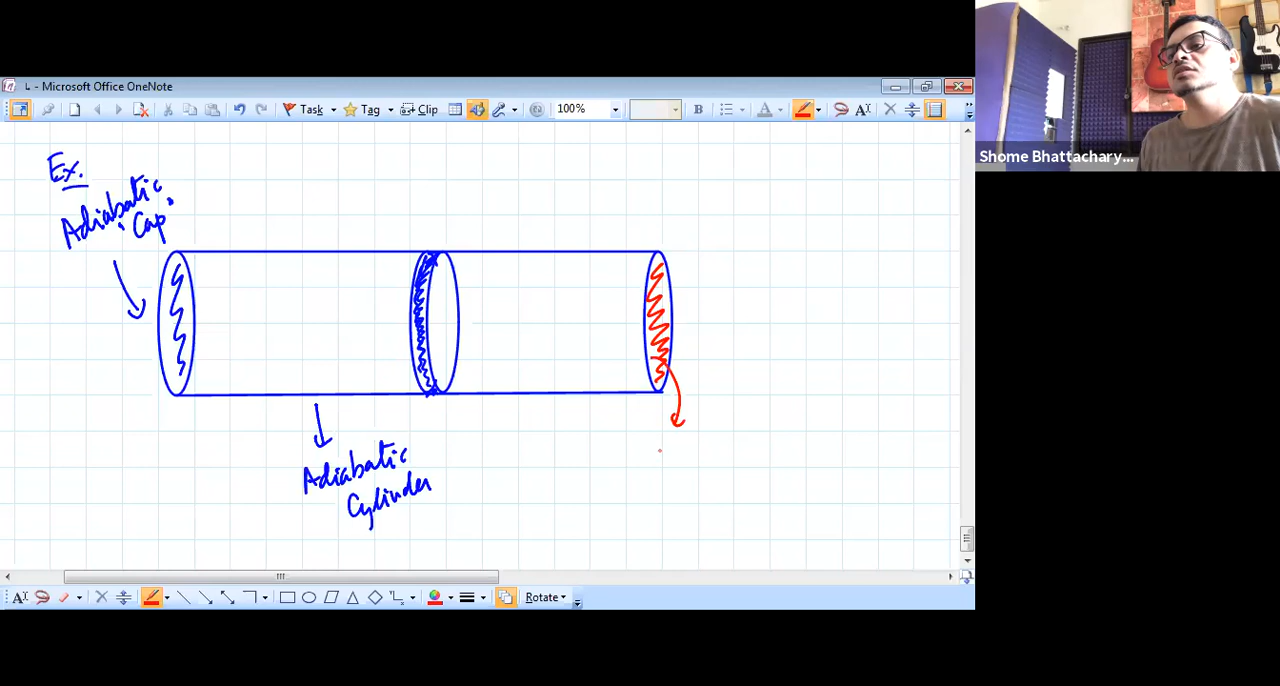 - Microsoft Office OneNote
Task
Tag
Clip
100%
B
A
A
Shome Bhattachary...
Ex.
Adiabatic
Cap
Adiabatic
Cylinder
A
Rotate